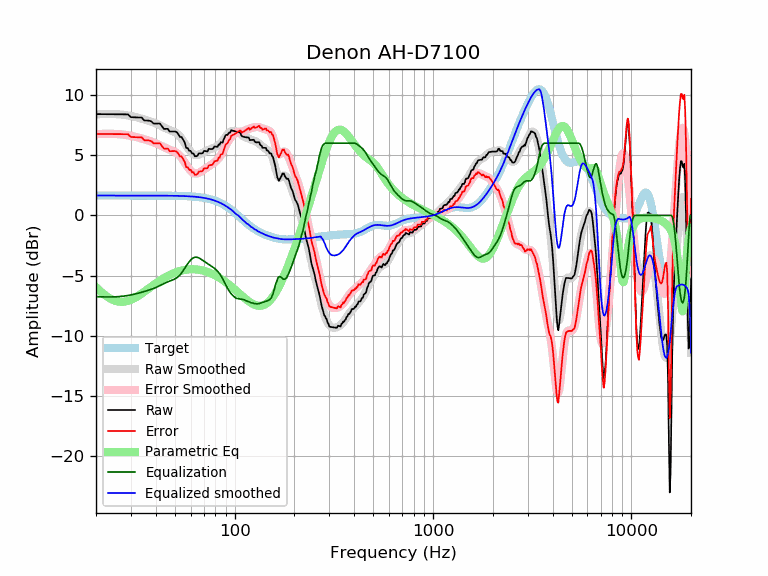 Denon AH-D7100
Amplitude (dBr)
10
5
0
−5
−10
−15
−20
Target
Raw Smoothed
Error Smoothed
Raw
Error
Parametric Eq
Equalization
Equalized smoothed
100
1000
10000
Frequency (Hz)